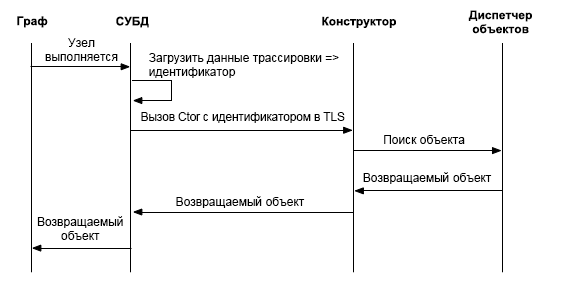 Граф
СУБД
Конструктор
Диспетчер
объектов
Узел
выполняется
Загрузить данные трассировки =>
идентификатор
Вызов Ctor с идентификатором в TLS
Поиск объекта
Возвращаемый объект
Возвращаемый объект
Возвращаемый
объект